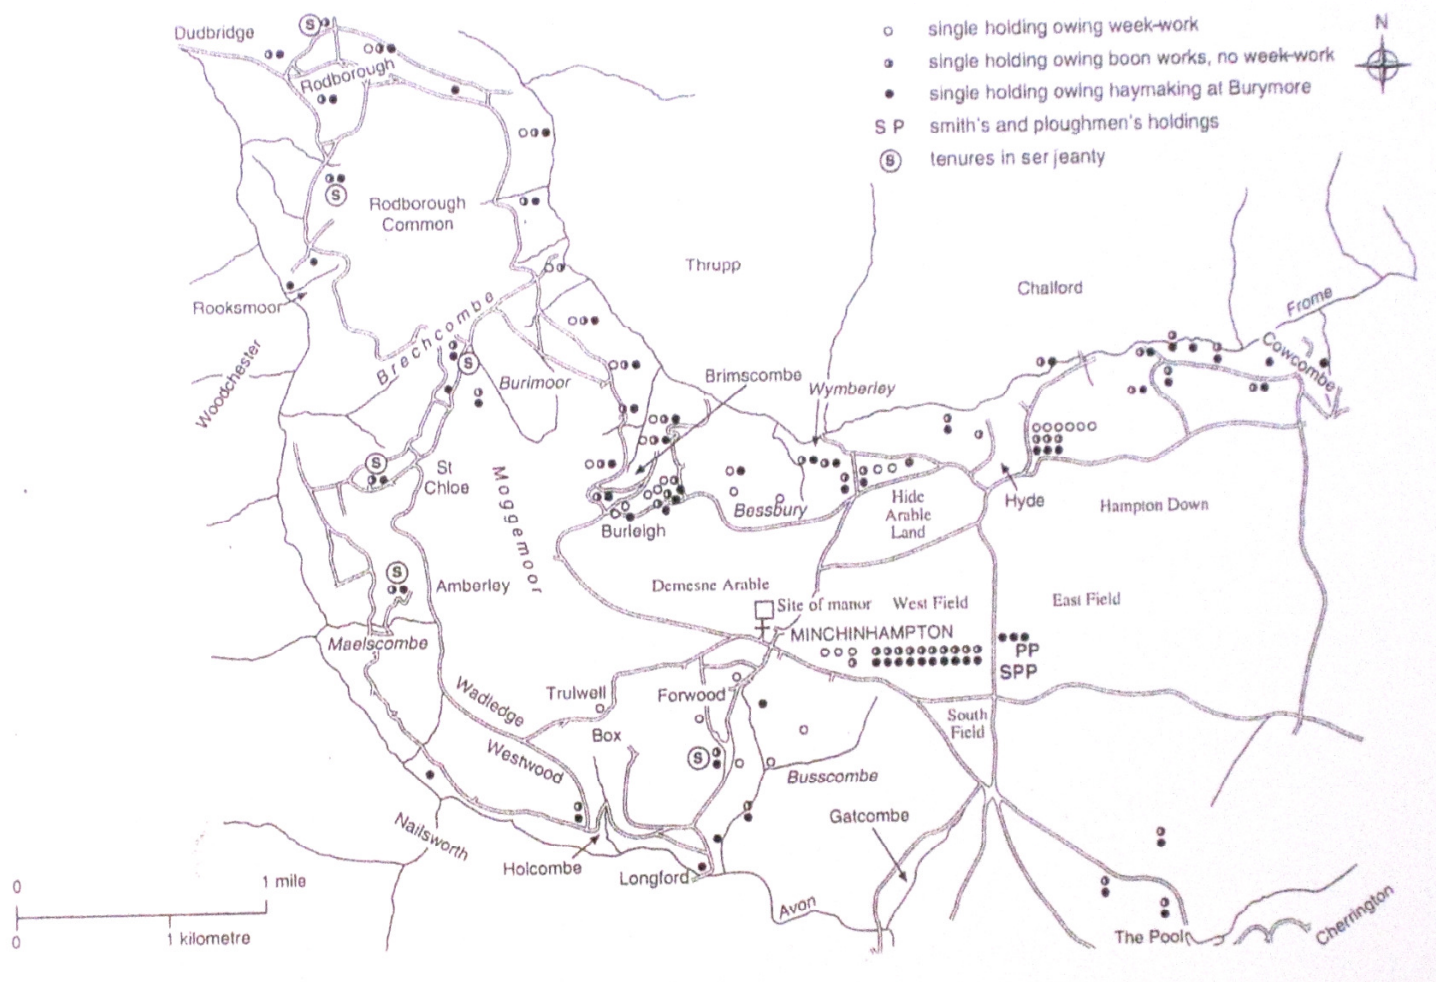 Dudbridge
S
single holding owing week-work
N
single holding owing boon works, no week-work
Rodborough
single holding owing haymaking at Burymore
S P smith's and ploughmen's holdings
S tenures in ser jeanty
S
Rodborough
Common
Thrupp
Chalford
Rooksmoor
Frome
Brechcombe
Woodchester
Cowcombe
S
Burimoor
Brimscombe
Wymberley
S
St
Chloe
Moggemoor
Hyde
Hide
Arable
Land
Hampton Down
Bessbury
Burleigh
S
Amberley
Demesne Arable
Site of manor
West Field
East Field
MINCHINHAMPTON
Maelscombe
PP
SPP
Wadledge
Trulwell
Forwood
South
Field
Box
Westwood
S
Busscombe
Gatcombe
Nailsworth
Holcombe
Longford
0
1 mile
Avon
Cherrington
0
1 kilometre
The Pool